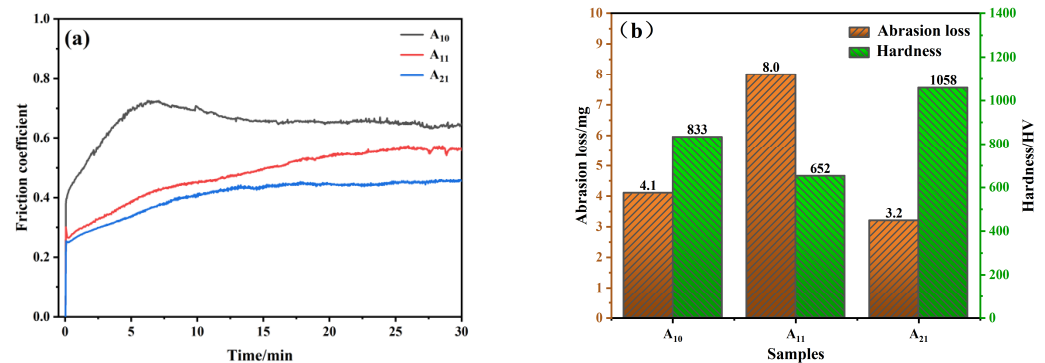 (a)
A10
A11
A21
Friction coefficient
1.0
0.8
0.6
0.4
0.2
0.0
0 5 10 15 20 25 30
Time/min
(b)
Abrasion loss
Hardness
Abrasion loss/mg
10
9
8
7
6
5
4
3
2
1
0
4.1
833
8.0
652
3.2
1058
1400
1200
1000
800
600
400
200
0
Hardness/HV
A10 A11 A21
Samples